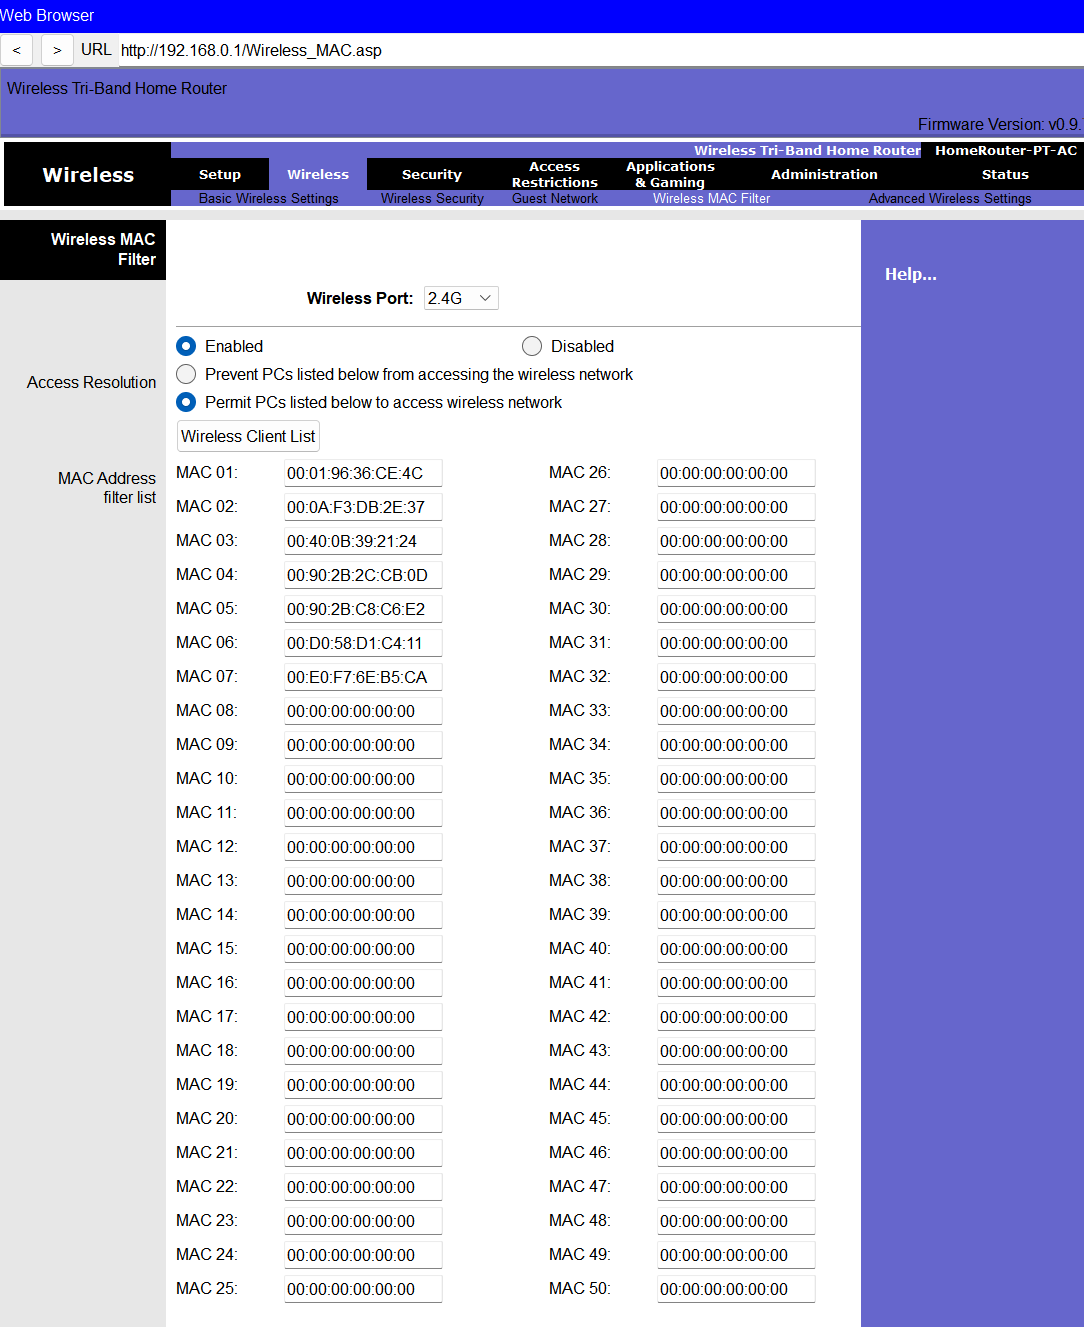 Web Browser
< > URL http://192.168.0.1/Wireless_MAC.asp
Wireless Tri-Band Home Router
Firmware Version: v0.9.
Wireless Tri-Band Home Router HomeRouter-PT-AC
Wireless Setup Wireless Security Access Restrictions Applications & Gaming Administration Status
Basic Wireless Settings Wireless Security Guest Network Wireless MAC Filter Advanced Wireless Settings
Wireless MAC
Filter
Help...
Wireless Port: 2.4G
Enabled Disabled
Prevent PCs listed below from accessing the wireless network
Access Resolution
Permit PCs listed below to access wireless network
Wireless Client List
MAC Address
filter list
MAC 01: 00:01:96:36:CE:4C MAC 26: 00:00:00:00:00:00
MAC 02: 00:0A:F3:DB:2E:37 MAC 27: 00:00:00:00:00:00
MAC 03: 00:40:0B:39:21:24 MAC 28: 00:00:00:00:00:00
MAC 04: 00:90:2B:2C:CB:0D MAC 29: 00:00:00:00:00:00
MAC 05: 00:90:2B:C8:C6:E2 MAC 30: 00:00:00:00:00:00
MAC 06: 00:D0:58:D1:C4:11 MAC 31: 00:00:00:00:00:00
MAC 07: 00:E0:F7:6E:B5:CA MAC 32: 00:00:00:00:00:00
MAC 08: 00:00:00:00:00:00 MAC 33: 00:00:00:00:00:00
MAC 09: 00:00:00:00:00:00 MAC 34: 00:00:00:00:00:00
MAC 10: 00:00:00:00:00:00 MAC 35: 00:00:00:00:00:00
MAC 11: 00:00:00:00:00:00 MAC 36: 00:00:00:00:00:00
MAC 12: 00:00:00:00:00:00 MAC 37: 00:00:00:00:00:00
MAC 13: 00:00:00:00:00:00 MAC 38: 00:00:00:00:00:00
MAC 14: 00:00:00:00:00:00 MAC 39: 00:00:00:00:00:00
MAC 15: 00:00:00:00:00:00 MAC 40: 00:00:00:00:00:00
MAC 16: 00:00:00:00:00:00 MAC 41: 00:00:00:00:00:00
MAC 17: 00:00:00:00:00:00 MAC 42: 00:00:00:00:00:00
MAC 18: 00:00:00:00:00:00 MAC 43: 00:00:00:00:00:00
MAC 19: 00:00:00:00:00:00 MAC 44: 00:00:00:00:00:00
MAC 20: 00:00:00:00:00:00 MAC 45: 00:00:00:00:00:00
MAC 21: 00:00:00:00:00:00 MAC 46: 00:00:00:00:00:00
MAC 22: 00:00:00:00:00:00 MAC 47: 00:00:00:00:00:00
MAC 23: 00:00:00:00:00:00 MAC 48: 00:00:00:00:00:00
MAC 24: 00:00:00:00:00:00 MAC 49: 00:00:00:00:00:00
MAC 25: 00:00:00:00:00:00 MAC 50: 00:00:00:00:00:00